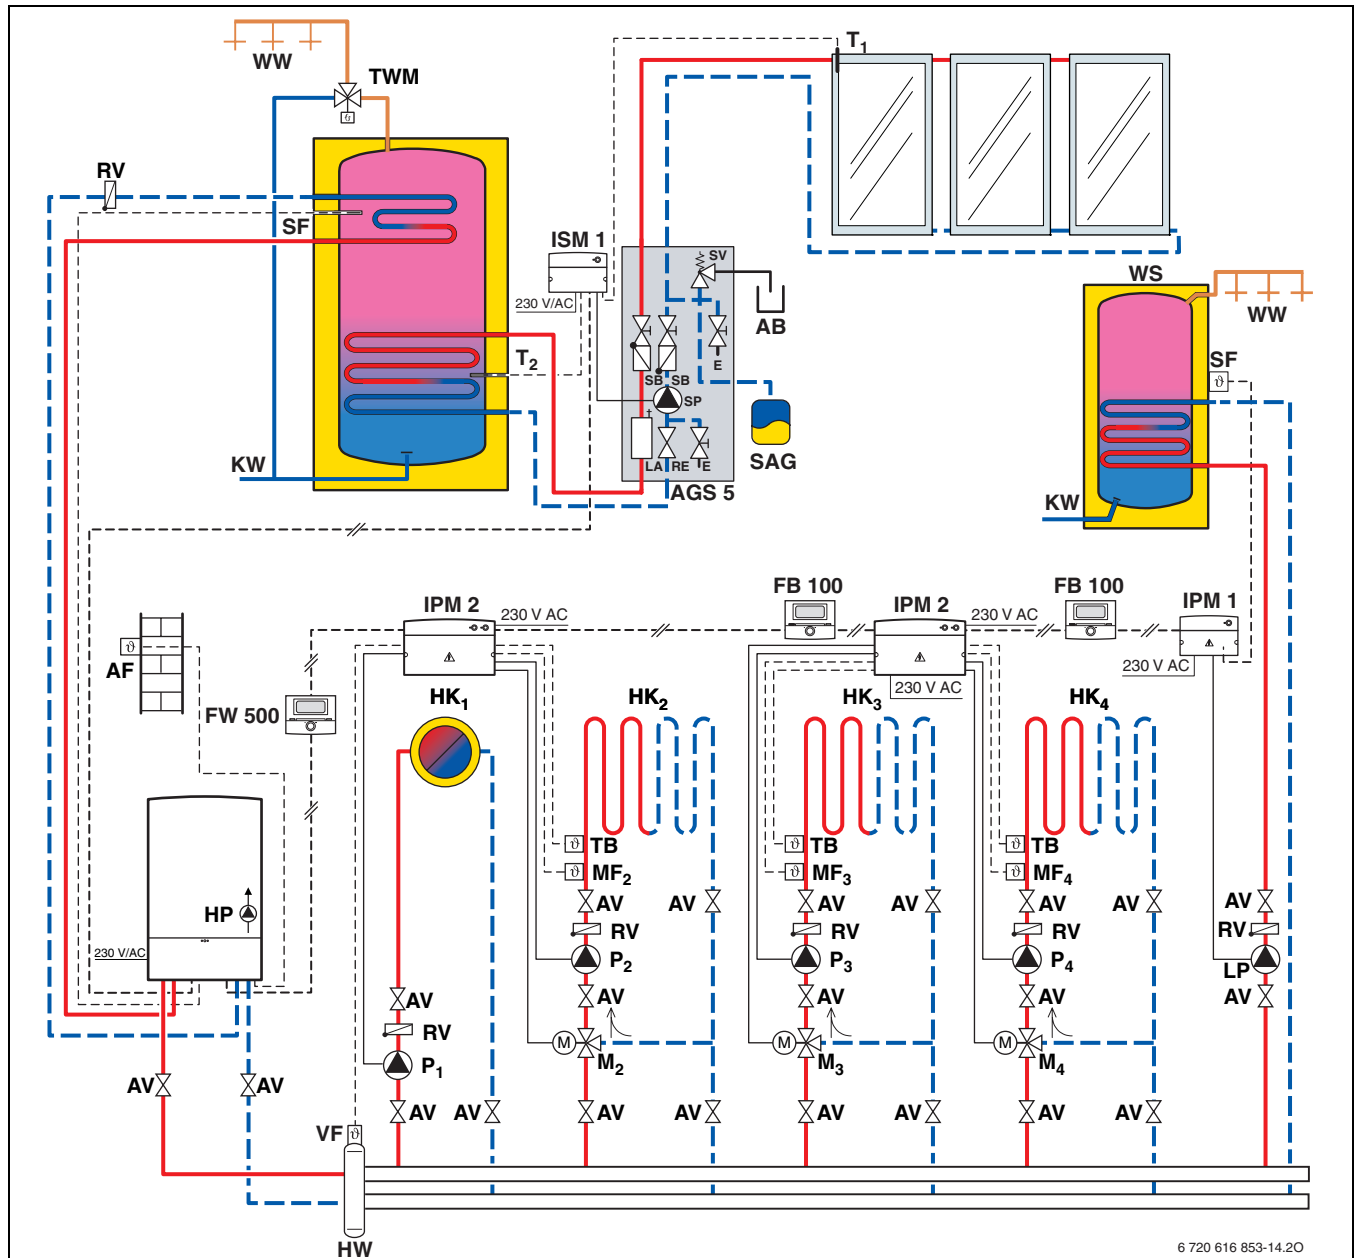 WW
TWM
T1
RV
SF
ISM 1
230 V/AC
SV
AB
WS
WW
E
T2
SB
SB
SP
SF
ϑ
SAG
KW
LA
RE
E
AGS 5
KW
FB 100
FB 100
IPM 2
230 V AC
IPM 2
230 V AC
IPM 1
ϑ
AF
230 V AC
230 V AC
FW 500
HK1
HK2
HK3
HK4
ϑ
TB
ϑ
TB
ϑ
TB
ϑ
MF2
ϑ
MF3
ϑ
MF4
AV
AV
AV
AV
AV
HP
RV
RV
RV
RV
230 V/AC
P2
P3
P4
LP
AV
AV
AV
AV
AV
RV
M
M
M
P1
M2
M3
M4
AV
AV
AV
AV
AV
AV
AV
AV
AV
VF
ϑ
HW
6 720 616 853-14.2O